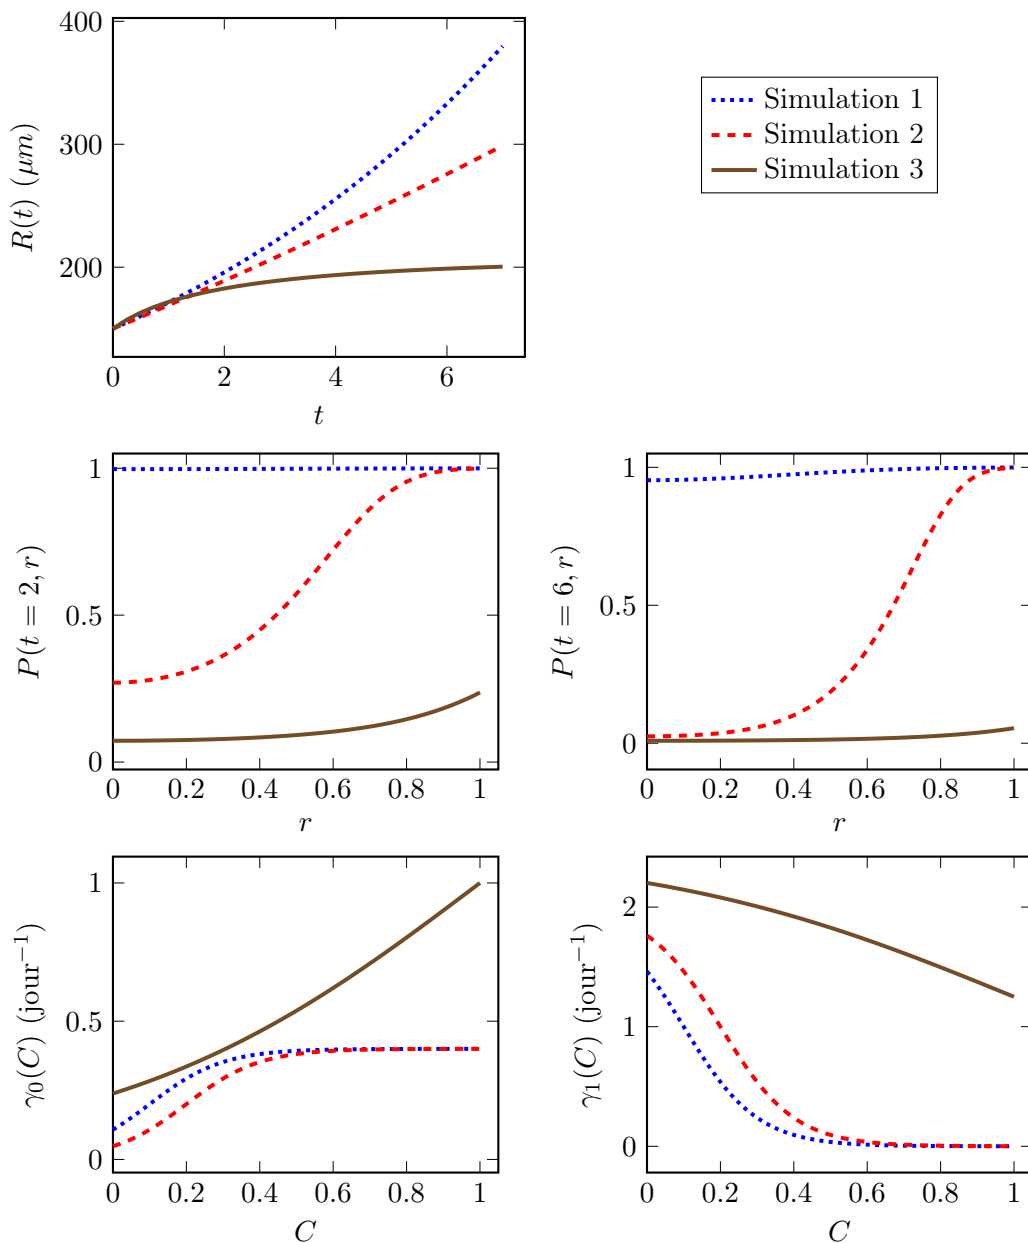 400
300
200
R(t) (μm)
0 2 4 6
t
Simulation 1
Simulation 2
Simulation 3
1
0.5
0
P(t = 2, r)
0 0.2 0.4 0.6 0.8 1
r
1
0.5
0
P(t = 6, r)
0 0.2 0.4 0.6 0.8 1
r
1
0.5
0
γ₀(C) (jour⁻¹)
0 0.2 0.4 0.6 0.8 1
C
2
1
0
γ₁(C) (jour⁻¹)
0 0.2 0.4 0.6 0.8 1
C